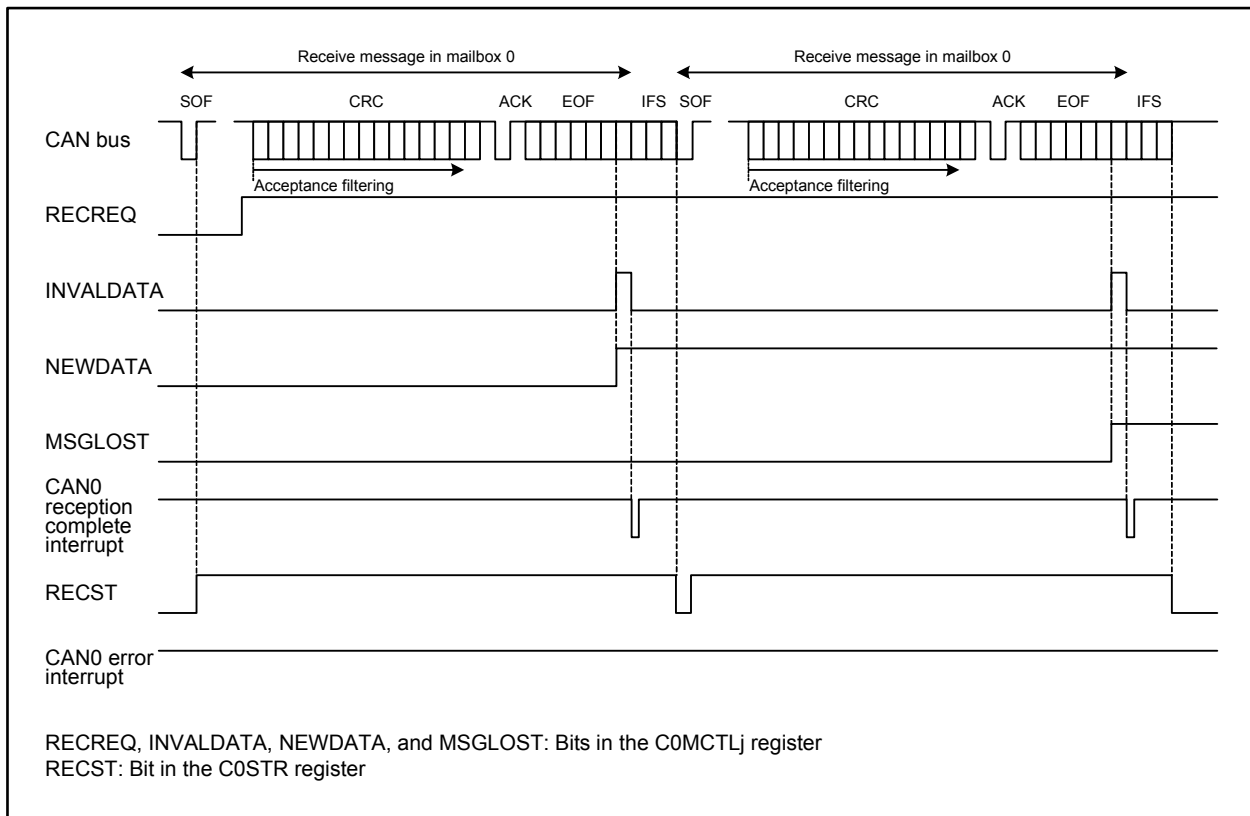 Receive message in mailbox 0 Receive message in mailbox 0
SOF CRC ACK EOF IFS SOF CRC ACK EOF IFS
CAN bus
Acceptance filtering Acceptance filtering
RECREQ
INVALDATA
NEWDATA
MSGLOST
CAN0
reception
complete
interrupt
RECST
CAN0 error
interrupt
RECREQ, INVALDATA, NEWDATA, and MSGLOST: Bits in the C0MCTLj register
RECST: Bit in the C0STR register